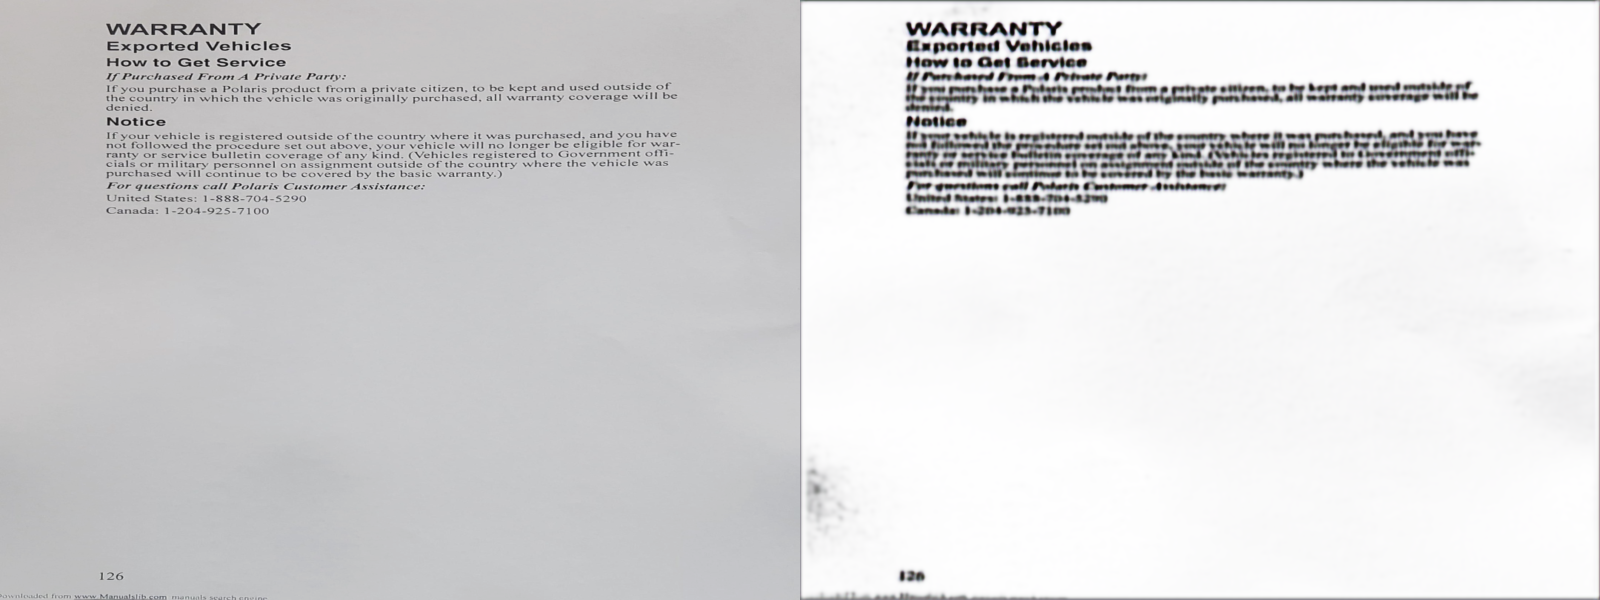 WARRANTY
Exported Vehicles
How to Get Service
If Purchased From A Private Party:
If you purchase a Polaris product from a private citizen, to be kept and used outside of
the country in which the vehicle was originally purchased, all warranty coverage will be
denied.
Notice
If your vehicle is registered outside of the country where it was purchased, and you have
not followed the procedure set out above, your vehicle will no longer be eligible for war-
ranty or service bulletin coverage of any kind. (Vehicles registered to Government offi-
cials or military personnel on assignment outside of the country where the vehicle was
purchased will continue to be covered by the basic warranty.)
For questions call Polaris Customer Assistance:
United States: 1-888-704-5290
Canada: 1-204-925-7100
126
Downloaded from www.Manualslib.com manuals search engine
WARRANTY
Exported Vehicles
How to Get Service
If Purchased From A Private Party:
If you purchase a Polaris product from a private citizen, to be kept and used outside of
the country in which the vehicle was originally purchased, all warranty coverage will be
denied.
Notice
If your vehicle is registered outside of the country where it was purchased, and you have
not followed the procedure set out above, your vehicle will no longer be eligible for war-
ranty or service bulletin coverage of any kind. (Vehicles registered to Government offi-
cials or military personnel on assignment outside of the country where the vehicle was
purchased will continue to be covered by the basic warranty.)
For questions call Polaris Customer Assistance:
United States: 1-888-704-5290
Canada: 1-204-925-7100
126